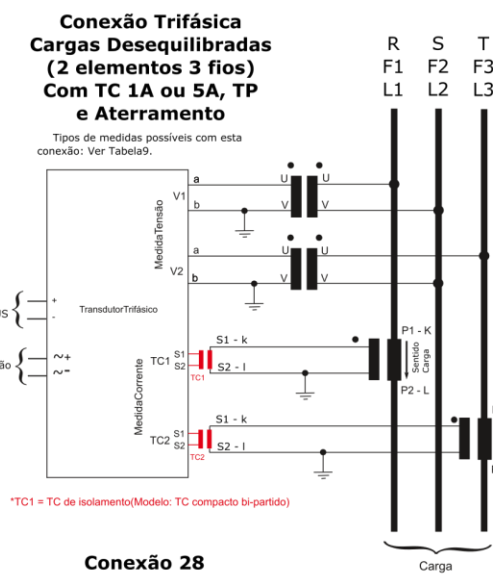 Conexão Trifásica
Cargas Desequilibradas
(2 elementos 3 fios)
Com TC 1A ou 5A, TP
e Aterramento
Tipos de medidas possíveis com esta
conexão: Ver Tabela9.
R S T
F1 F2 F3
L1 L2 L3
a U U
V1
b V V
MedidaTensão
a U U
V2
b V V
TransdutorTrifásico
+
-
~+
~-
MedidaCorrente
S1 - k
TC1 S1
S2
S2 - l
TC1
P1 - K
Sentido
Carga
P2 - L
S1 - k
TC2 S1
S2
S2 - l
TC2
*TC1 = TC de isolamento(Modelo: TC compacto bi-partido)
Conexão 28
Carga